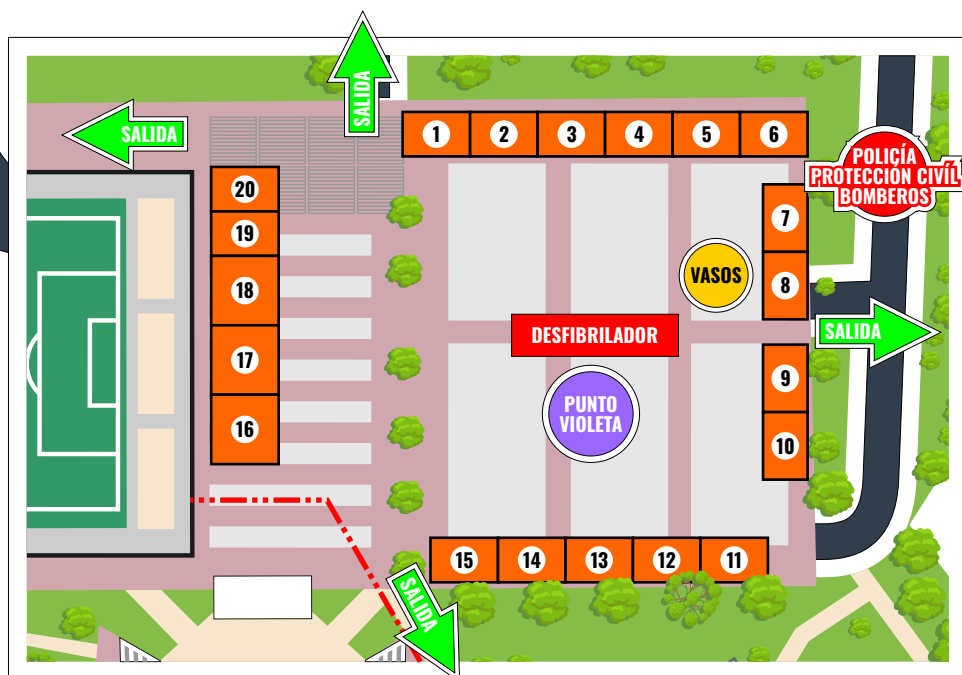 SALIDA
SALIDA
1 2 3 4 5 6
POLICÍA
PROTECCIÓN CIVÍL
BOMBEROS
20
19
18
17
16
7
8
VASOS
DESFIBRILADOR
SALIDA
PUNTO
VIOLETA
9
10
15 14 13 12 11
SALIDA